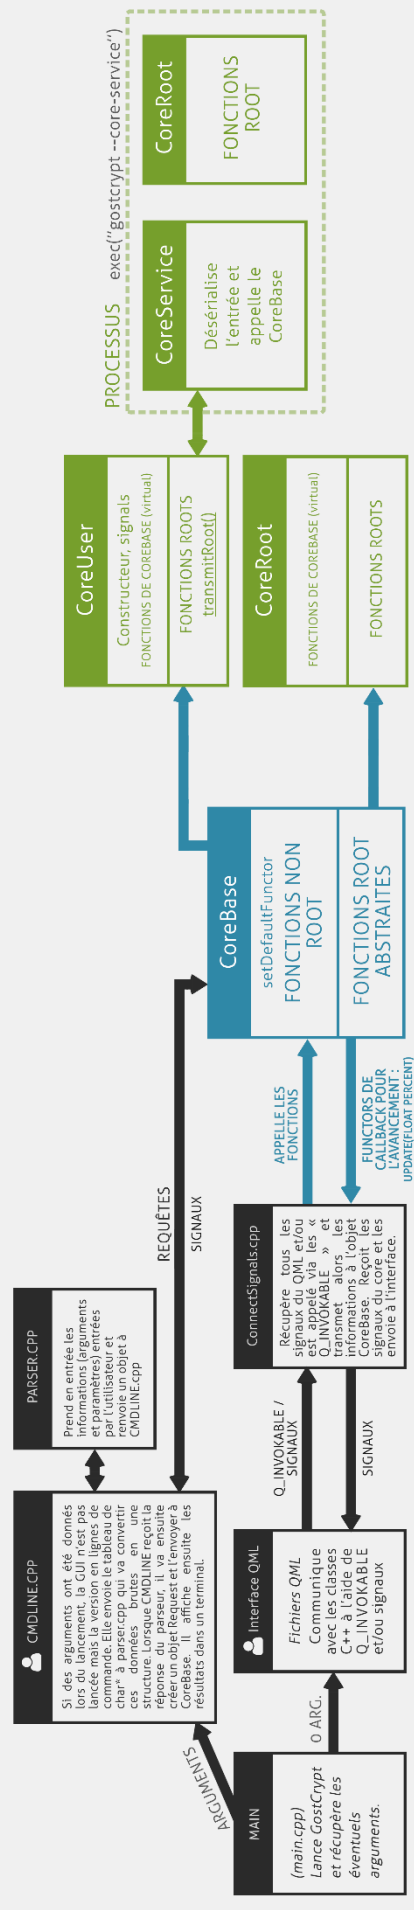 MAIN
(main.cpp)
Lance GostCrypt
et récupère les
éventuels
arguments.
ARGUMENTS
0 ARG.
CMDLINE.CPP
Si des arguments ont été donnés
lors du lancement, la GUI n'est pas
lancée mais la version en lignes de
commande. Elle envoie le tableau de
char* à parser.cpp qui va convertir
ces données brutes en une
structure. Lorsque CMDLINE reçoit la
réponse du parseur, il va ensuite
créer un objet Request et l'envoyer à
CoreBase. Il affiche ensuite les
résultats dans un terminal.
Interface QML
Fichiers QML
Communique
avec les classes
C++ à l'aide de
Q_INVOKABLE
et/ou signaux
PARSER.CPP
Prend en entrée les
informations (arguments
et paramètres) entrées
par l'utilisateur et
renvoie un objet à
CMDLINE.cpp
Q_INVOKABLE /
SIGNAUX
SIGNAUX
ConnectSignals.cpp
Récupère tous les
signaux du QML et/ou
est appelé via les «
Q_INVOKABLE » et
transmet alors les
informations à l'objet
CoreBase. Reçoit les
signaux du core et les
envoie à l'interface.
REQUÊTES
SIGNAUX
APPELLE LES
FONCTIONS
FUNCTORS DE
CALLBACK POUR
L'AVANCEMENT :
UPDATE(FLOAT PERCENT)
CoreBase
setDefaultFunctor
FONCTIONS NON
ROOT
FONCTIONS ROOT
ABSTRAITES
CoreUser
Constructeur, signals
FONCTIONS DE COREBASE (virtual)
FONCTIONS ROOTS
transmitRoot()
CoreRoot
FONCTIONS DE COREBASE (virtual)
FONCTIONS ROOTS
PROCESSUS
exec("gostcrypt --core-service")
CoreService
Désérialise
l'entrée et
appelle le
CoreBase
CoreRoot
FONCTIONS
ROOT